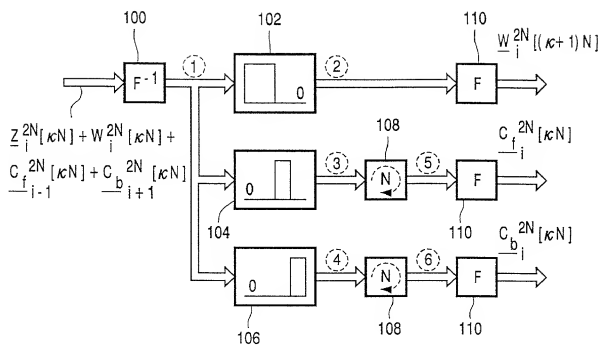 100
102
110
W i 2N [(κ+1)N]
F -1
1
0
2
F
Z i 2N [κN] + W i 2N [κN] +
C f i-1 2N [κN] + C b i+1 2N [κN]
108
C f i 2N [κN]
0
3
N
5
F
104
110
C b i 2N [κN]
0
4
N
6
F
106
108
110